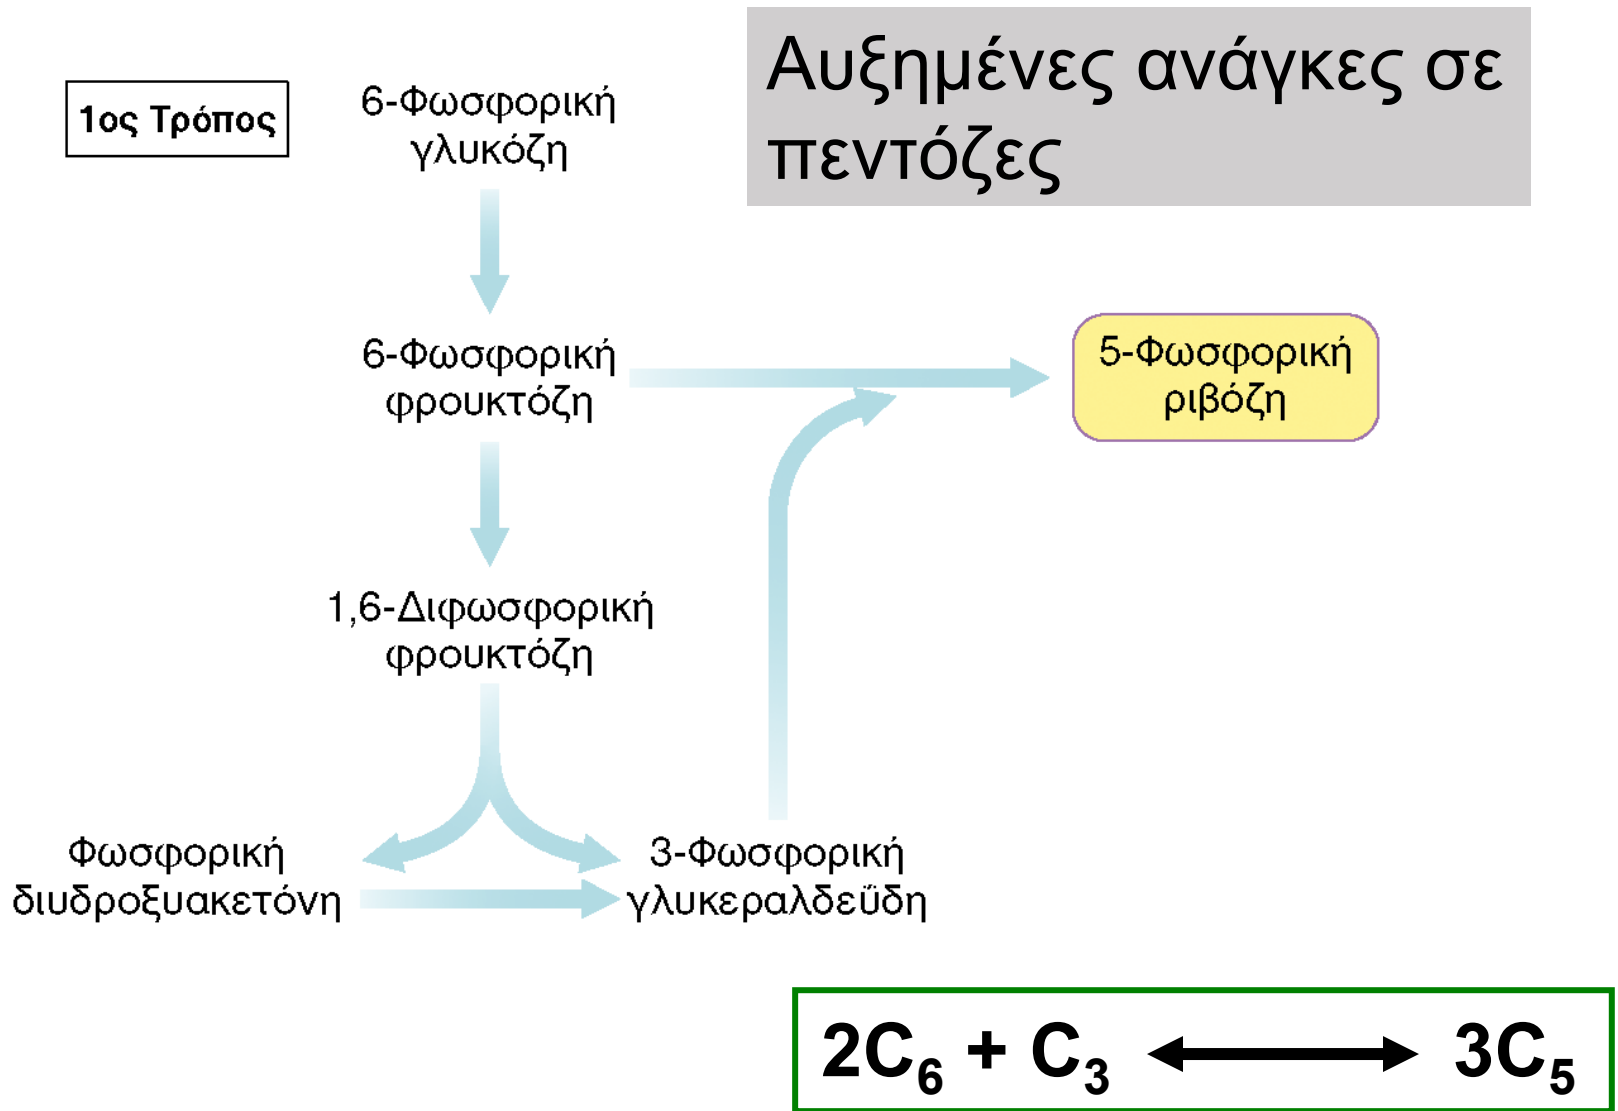 Αυξημένες ανάγκες σε
πεντόζες
1ος Τρόπος
6-Φωσφορική
γλυκόζη
6-Φωσφορική
φρουκτόζη
5-Φωσφορική
ριβόζη
1,6-Διφωσφορική
φρουκτόζη
Φωσφορική
διυδροξυακετόνη
3-Φωσφορική
γλυκεραλδεΰδη
2C₆ + C₃ ⟷ 3C₅